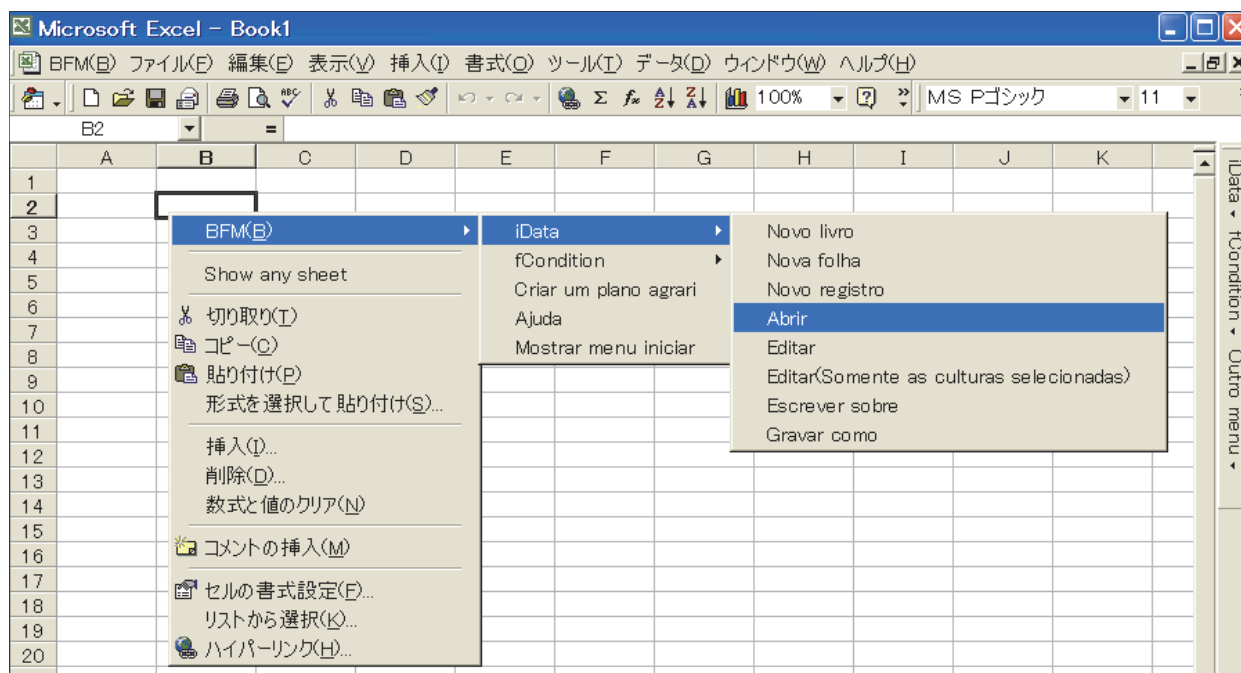 Microsoft Excel - Book1
BFM(B) ファイル(F) 編集(E) 表示(V) 挿入(I) 書式(O) ツール(T) データ(D) ウィンドウ(W) ヘルプ(H)
100% MS Pゴシック 11
B2 =
A B C D E F G H I J K
1
2
3
4
5
6
7
8
9
10
11
12
13
14
15
16
17
18
19
20
BFM(B)
Show any sheet
切り取り(T)
コピー(C)
貼り付け(P)
形式を選択して貼り付け(S)...
挿入(I)...
削除(D)...
数式と値のクリア(N)
コメントの挿入(M)
セルの書式設定(F)...
リストから選択(K)...
ハイパーリンク(H)...
iData
fCondition
Criar um plano agrari
Ajuda
Mostrar menu iniciar
Novo livro
Nova folha
Novo registro
Abrir
Editar
Editar(Somente as culturas selecionadas)
Escrever sobre
Gravar como
iData fCondition Outro menu